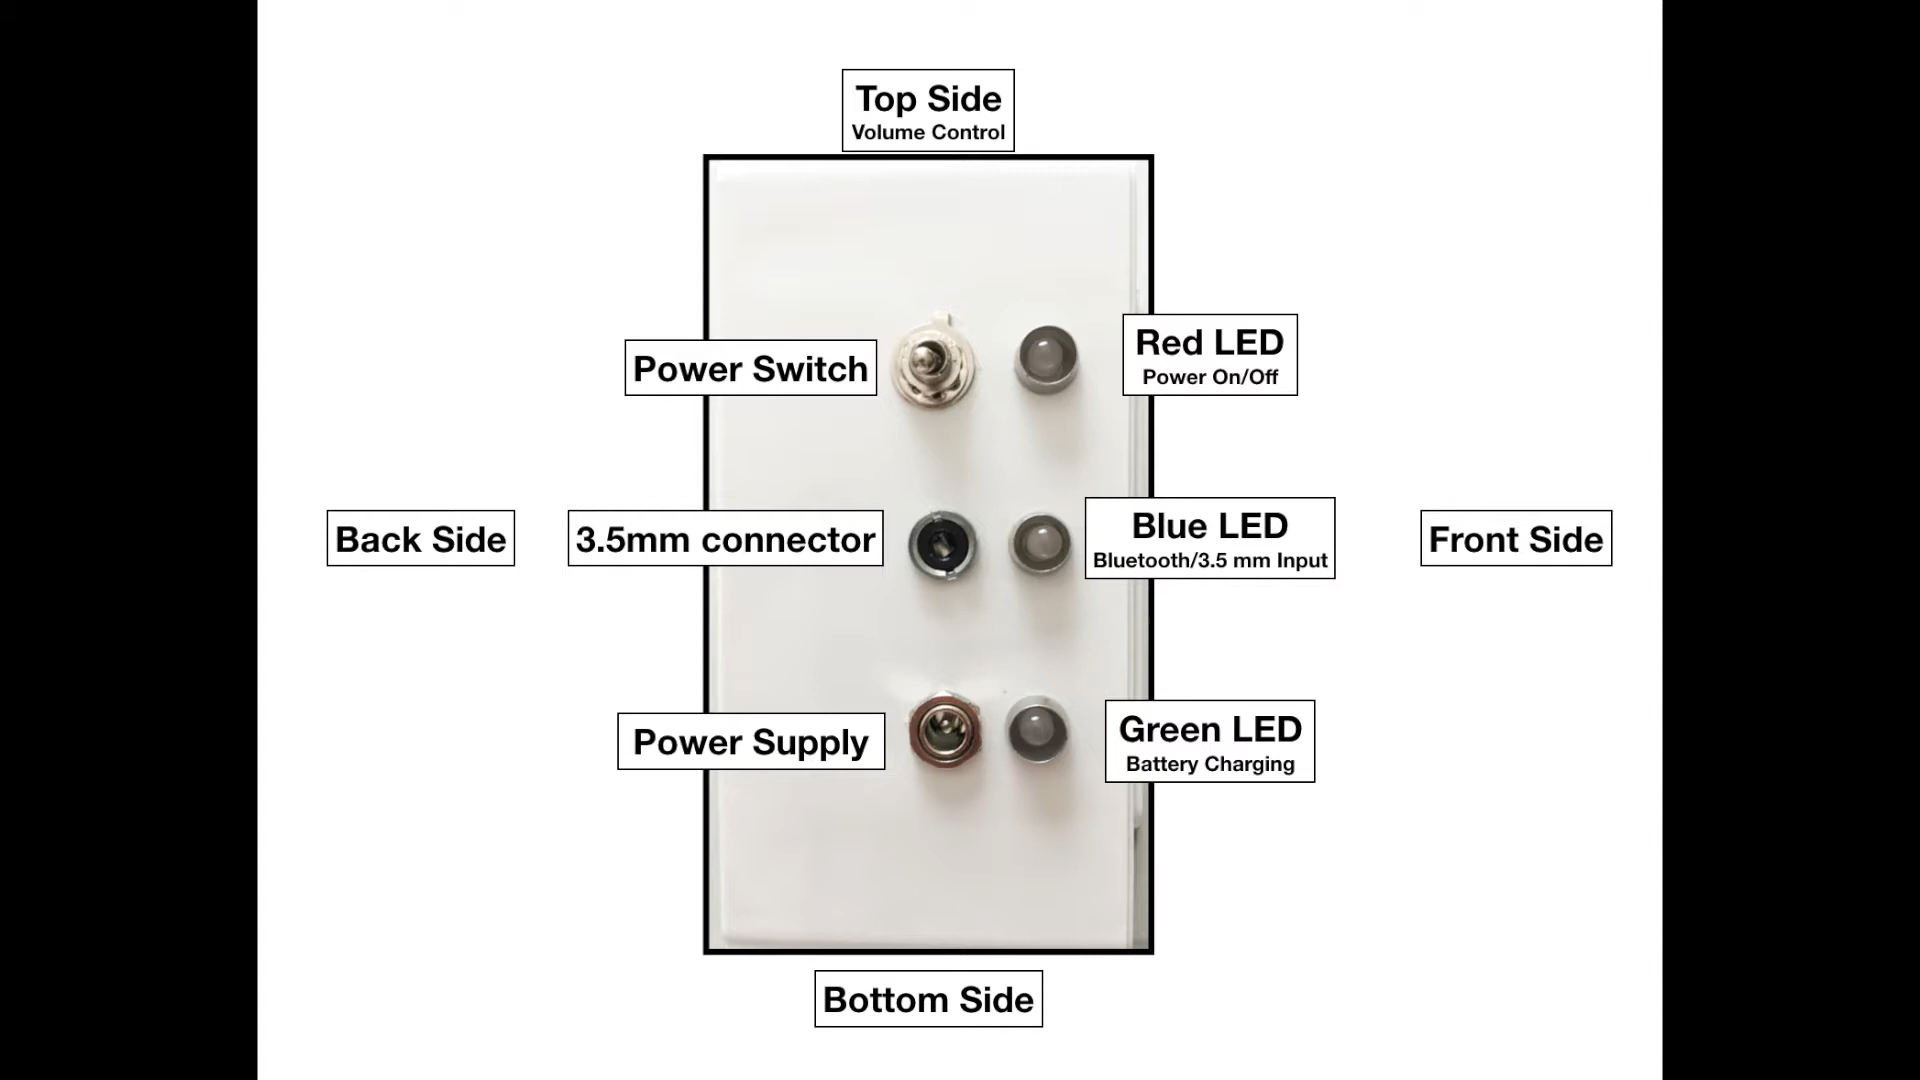 Top Side
Volume Control
Power Switch
Red LED
Power On/Off
Back Side
3.5mm connector
Blue LED
Bluetooth/3.5 mm Input
Front Side
Power Supply
Green LED
Battery Charging
Bottom Side